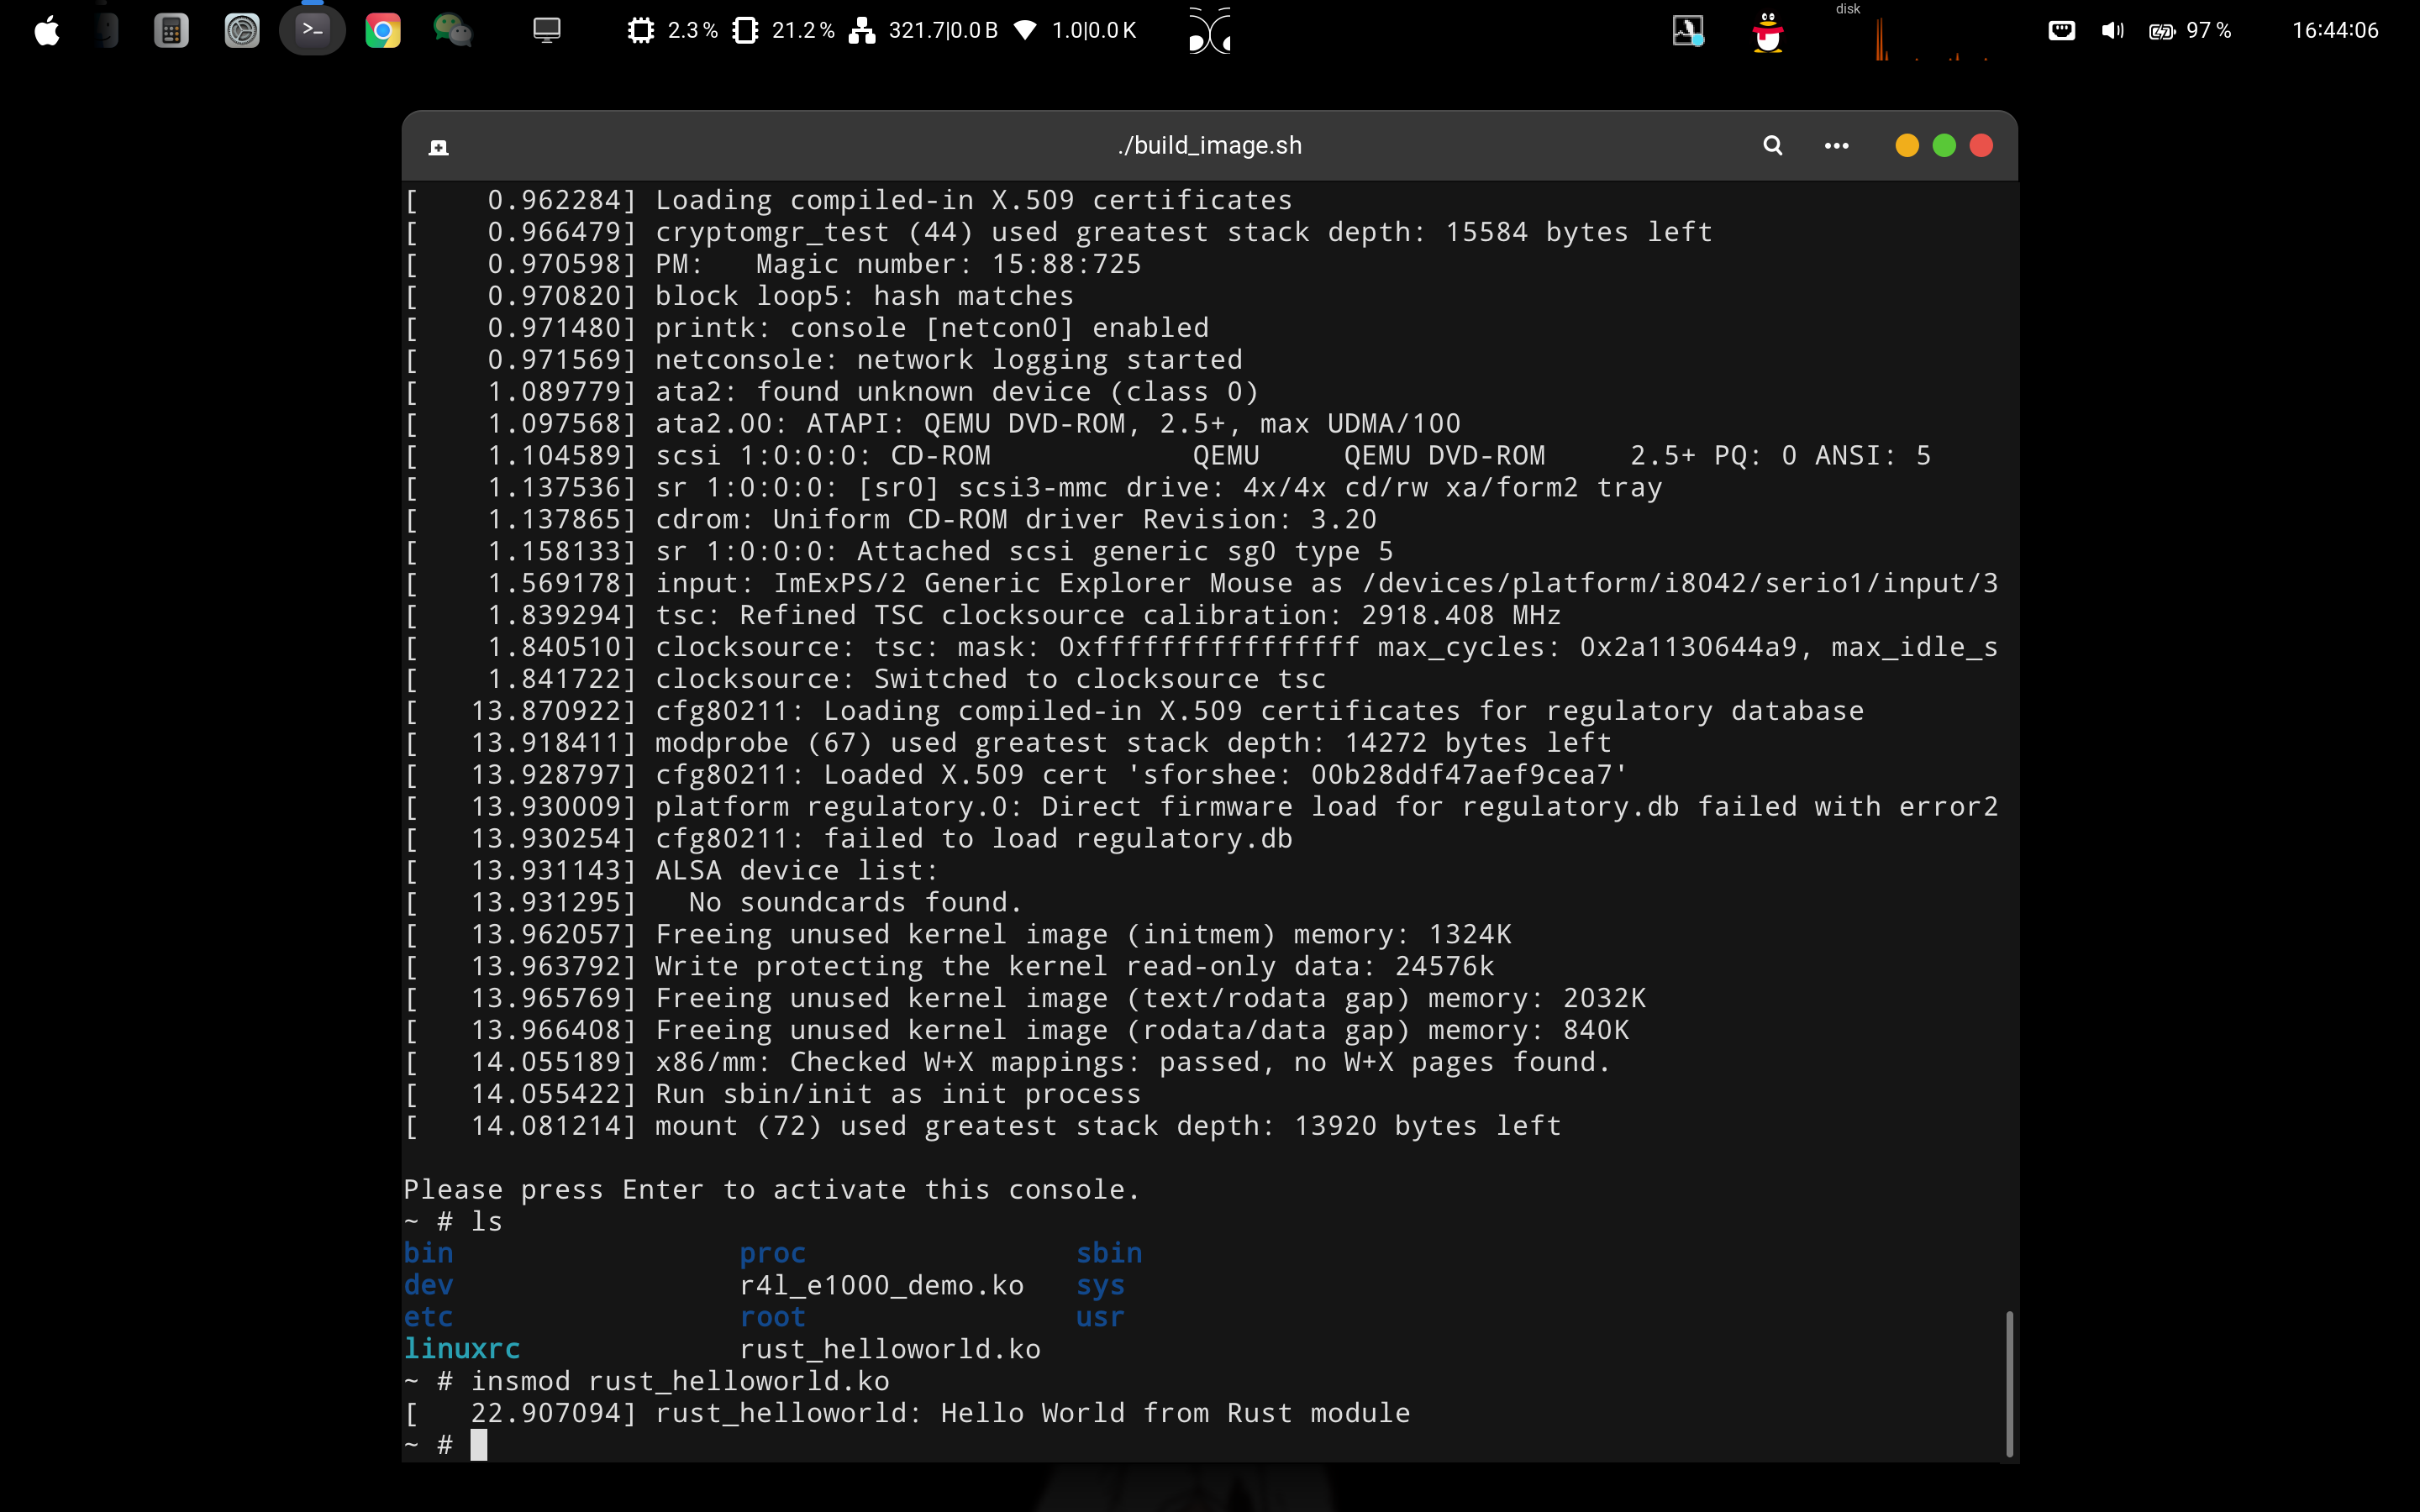 2.3 % 21.2 % 321.7|0.0 B 1.0|0.0 K disk 97 % 16:44:06
./build_image.sh
[    0.962284] Loading compiled-in X.509 certificates
[    0.966479] cryptomgr_test (44) used greatest stack depth: 15584 bytes left
[    0.970598] PM:   Magic number: 15:88:725
[    0.970820] block loop5: hash matches
[    0.971480] printk: console [netcon0] enabled
[    0.971569] netconsole: network logging started
[    1.089779] ata2: found unknown device (class 0)
[    1.097568] ata2.00: ATAPI: QEMU DVD-ROM, 2.5+, max UDMA/100
[    1.104589] scsi 1:0:0:0: CD-ROM            QEMU     QEMU DVD-ROM     2.5+ PQ: 0 ANSI: 5
[    1.137536] sr 1:0:0:0: [sr0] scsi3-mmc drive: 4x/4x cd/rw xa/form2 tray
[    1.137865] cdrom: Uniform CD-ROM driver Revision: 3.20
[    1.158133] sr 1:0:0:0: Attached scsi generic sg0 type 5
[    1.569178] input: ImExPS/2 Generic Explorer Mouse as /devices/platform/i8042/serio1/input/3
[    1.839294] tsc: Refined TSC clocksource calibration: 2918.408 MHz
[    1.840510] clocksource: tsc: mask: 0xffffffffffffffff max_cycles: 0x2a1130644a9, max_idle_s
[    1.841722] clocksource: Switched to clocksource tsc
[   13.870922] cfg80211: Loading compiled-in X.509 certificates for regulatory database
[   13.918411] modprobe (67) used greatest stack depth: 14272 bytes left
[   13.928797] cfg80211: Loaded X.509 cert 'sforshee: 00b28ddf47aef9cea7'
[   13.930009] platform regulatory.0: Direct firmware load for regulatory.db failed with error2
[   13.930254] cfg80211: failed to load regulatory.db
[   13.931143] ALSA device list:
[   13.931295]   No soundcards found.
[   13.962057] Freeing unused kernel image (initmem) memory: 1324K
[   13.963792] Write protecting the kernel read-only data: 24576k
[   13.965769] Freeing unused kernel image (text/rodata gap) memory: 2032K
[   13.966408] Freeing unused kernel image (rodata/data gap) memory: 840K
[   14.055189] x86/mm: Checked W+X mappings: passed, no W+X pages found.
[   14.055422] Run sbin/init as init process
[   14.081214] mount (72) used greatest stack depth: 13920 bytes left
Please press Enter to activate this console.
~ # ls
bin                 proc                sbin
dev                 r4l_e1000_demo.ko   sys
etc                 root                usr
linuxrc             rust_helloworld.ko
~ # insmod rust_helloworld.ko
[   22.907094] rust_helloworld: Hello World from Rust module
~ #